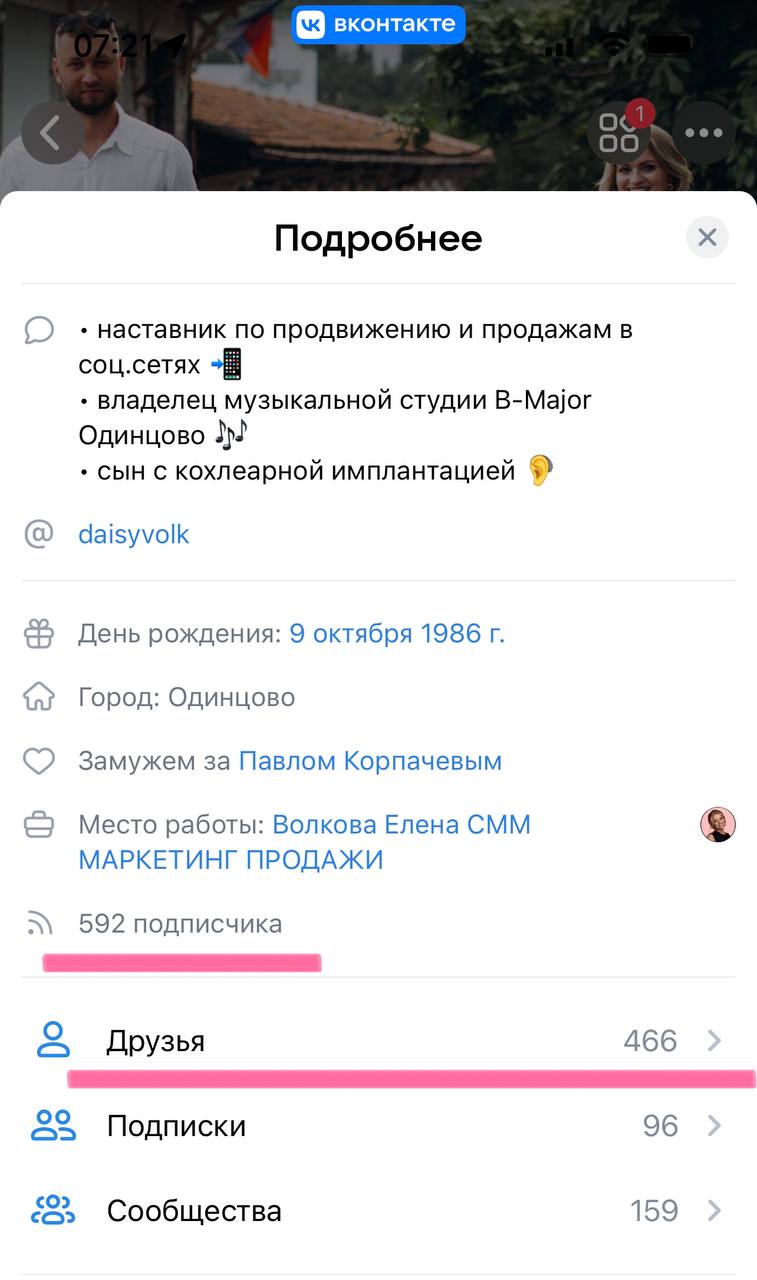 вконтакте
07:21
1
Подробнее
• наставник по продвижению и продажам в
соц.сетях 📲
• владелец музыкальной студии B-Major
Одинцово 🎶
• сын с кохлеарной имплантацией 👂
daisyvolk
День рождения: 9 октября 1986 г.
Город: Одинцово
Замужем за Павлом Корпачевым
Место работы: Волкова Елена СММ
МАРКЕТИНГ ПРОДАЖИ
592 подписчика
Друзья 466
Подписки 96
Сообщества 159